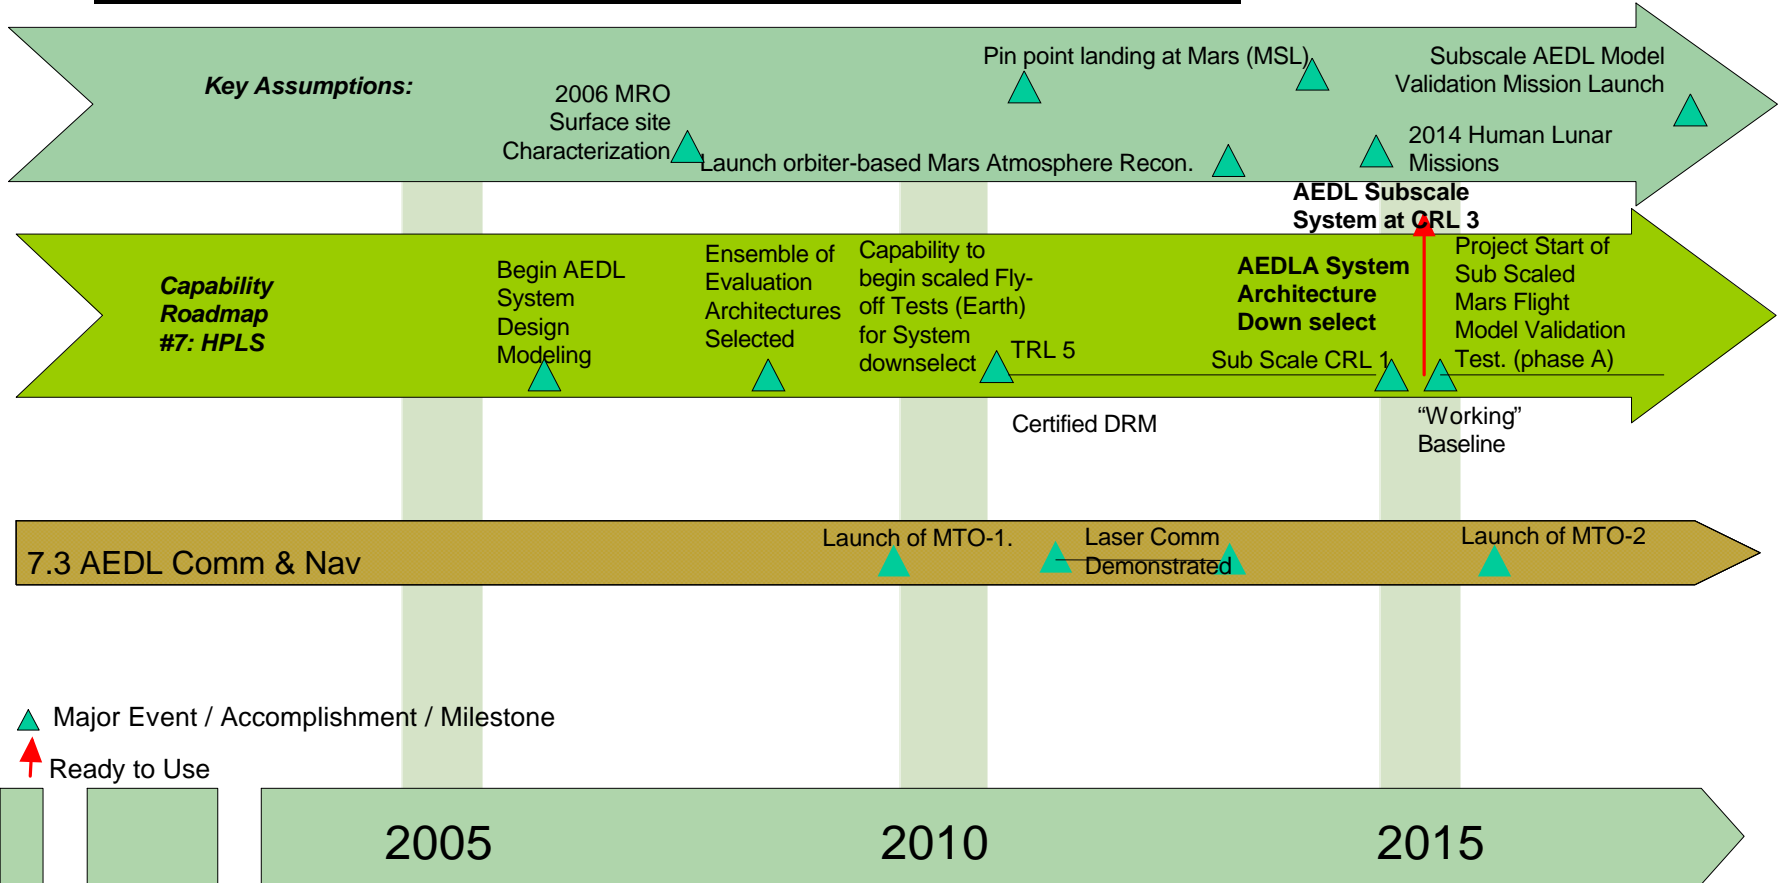 Key Assumptions:
2006 MRO
Surface site
Characterization
Pin point landing at Mars (MSL)
Launch orbiter-based Mars Atmosphere Recon.
Subscale AEDL Model
Validation Mission Launch
2014 Human Lunar
Missions
AEDL Subscale
System at CRL 3
Capability
Roadmap
#7: HPLS
Begin AEDL
System
Design
Modeling
Ensemble of
Evaluation
Architectures
Selected
Capability to
begin scaled Fly-
off Tests (Earth)
for System
downselect
TRL 5
AEDLA System
Architecture
Down select
Sub Scale CRL 1
Project Start of
Sub Scaled
Mars Flight
Model Validation
Test. (phase A)
Certified DRM
“Working”
Baseline
7.3 AEDL Comm & Nav
Launch of MTO-1.
Laser Comm
Demonstrated
Launch of MTO-2
Major Event / Accomplishment / Milestone
Ready to Use
2005
2010
2015